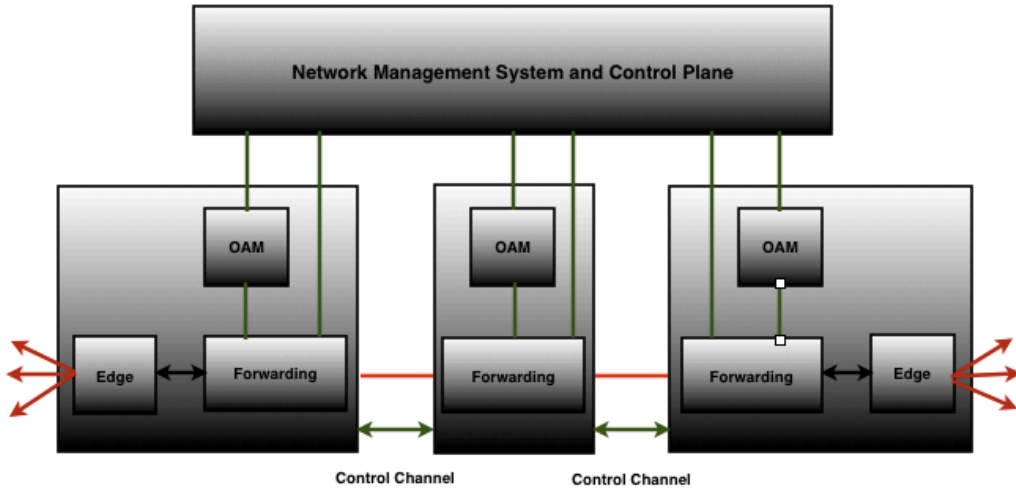 Network Management System and Control Plane
OAM
OAM
OAM
Edge
Forwarding
Forwarding
Forwarding
Edge
Control Channel
Control Channel